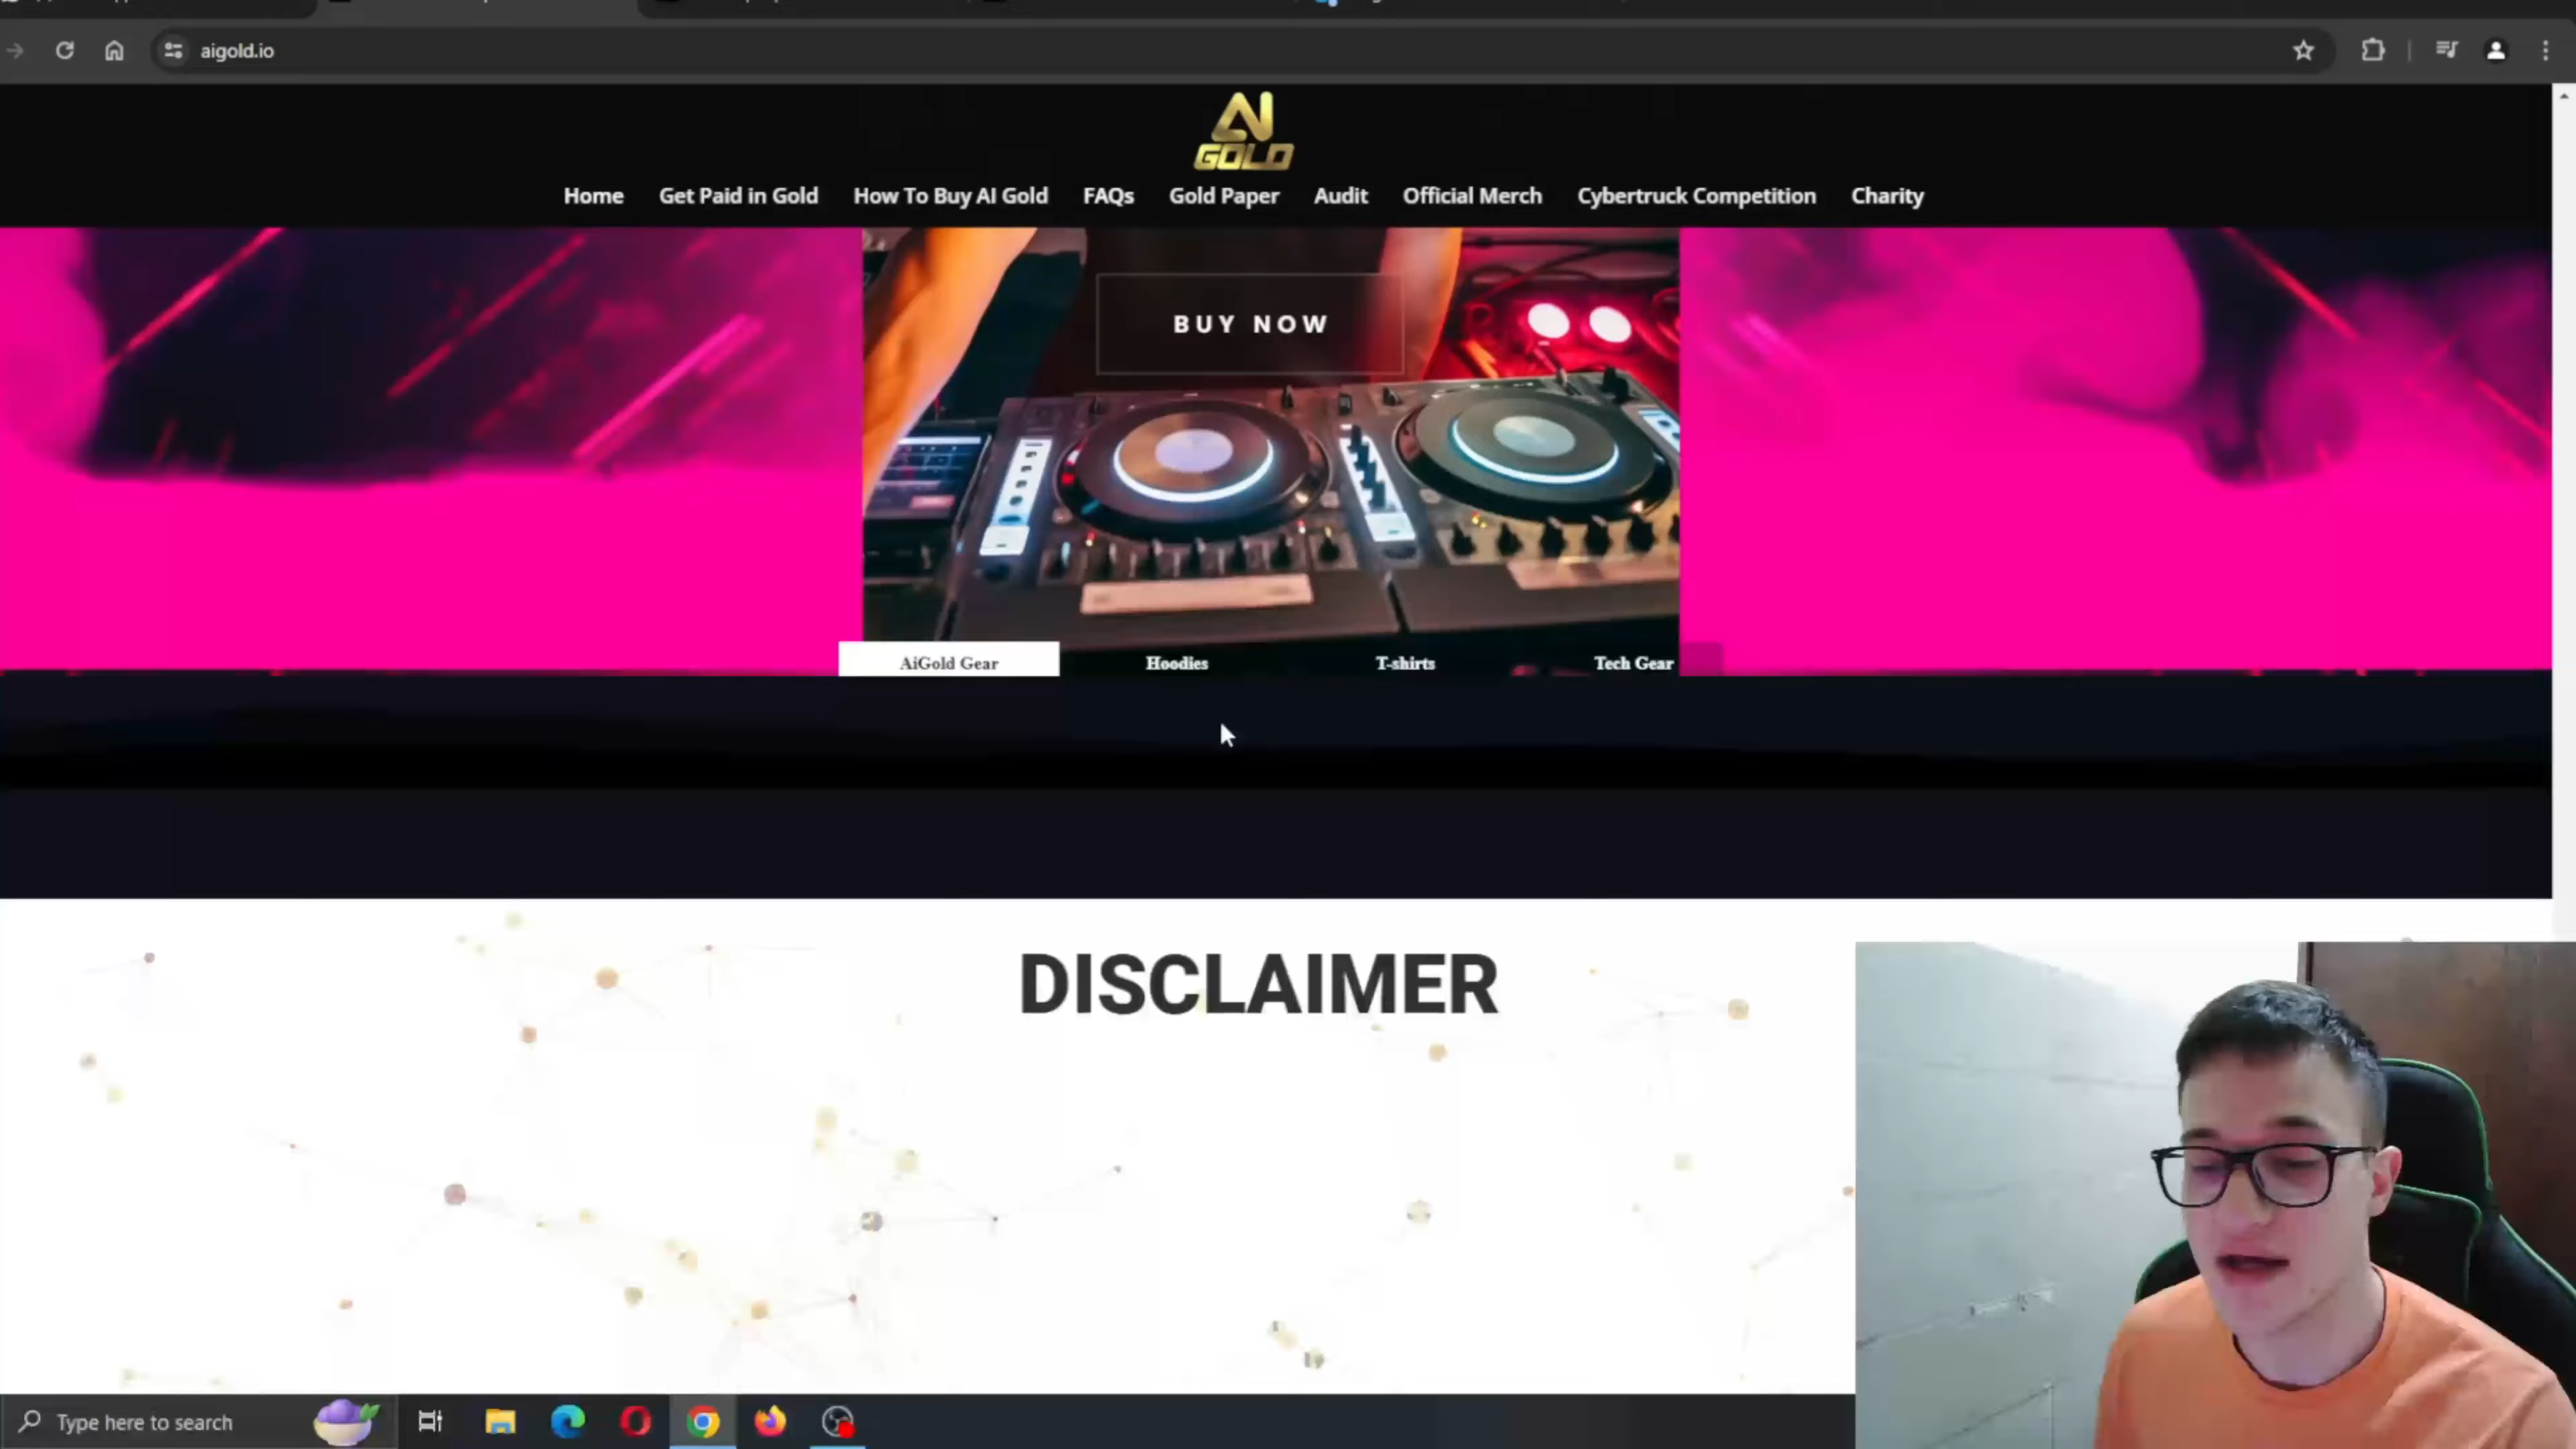 aigold.io
AI
GOLD
Home Get Paid in Gold How To Buy AI Gold FAQs Gold Paper Audit Official Merch Cybertruck Competition Charity
BUY NOW
AiGold Gear Hoodies T-shirts Tech Gear
DISCLAIMER
Type here to search